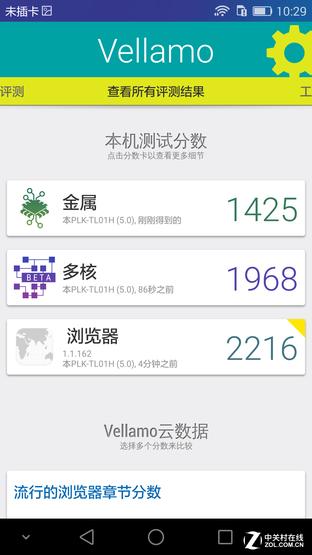 未插卡
10:29
Vellamo
评测
查看所有评测结果
工
本机测试分数
点击分数卡以查看更多细节
金属
本PLK-TL01H (5.0), 刚刚得到的
1425
BETA
多核
本PLK-TL01H (5.0), 86秒之前
1968
浏览器
1.1.162
本PLK-TL01H (5.0), 4分钟之前
2216
Vellamo云数据
选择多个分数来比较
流行的浏览器章节分数
Z 中关村在线
ZOL.COM.CN